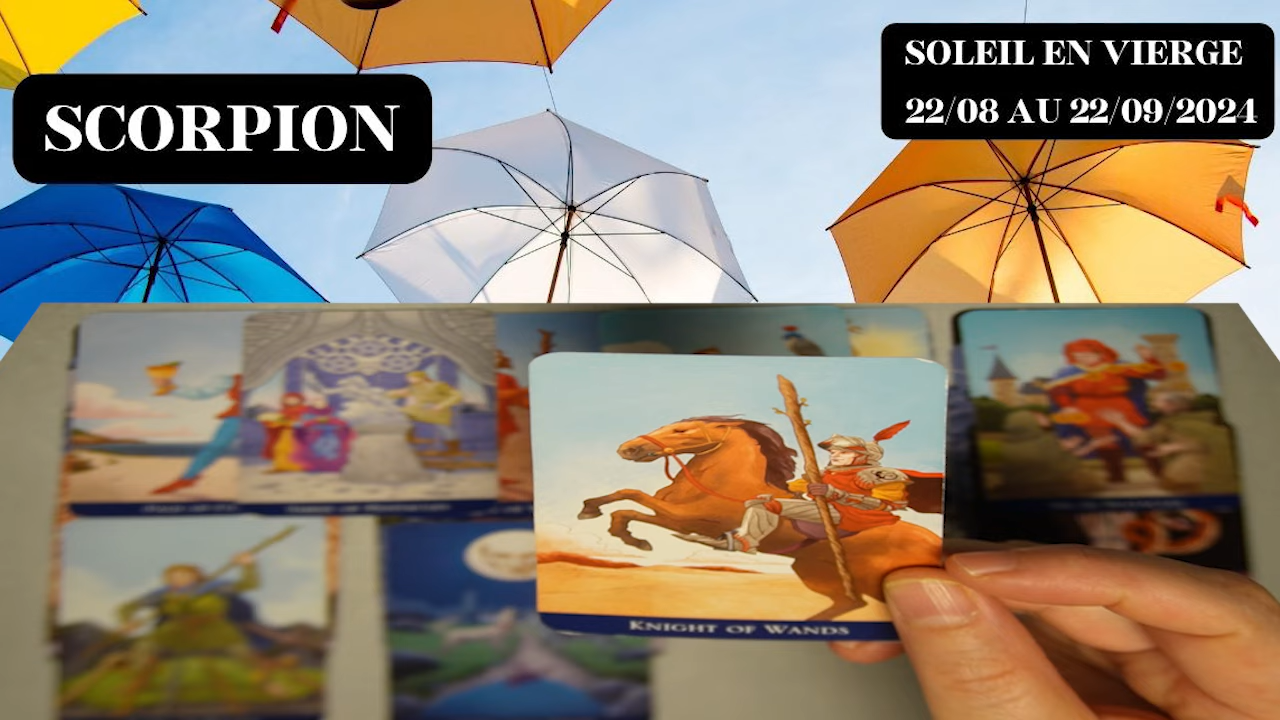 SCORPION
SOLEIL EN VIERGE
22/08 AU 22/09/2024
KNIGHT OF WANDS